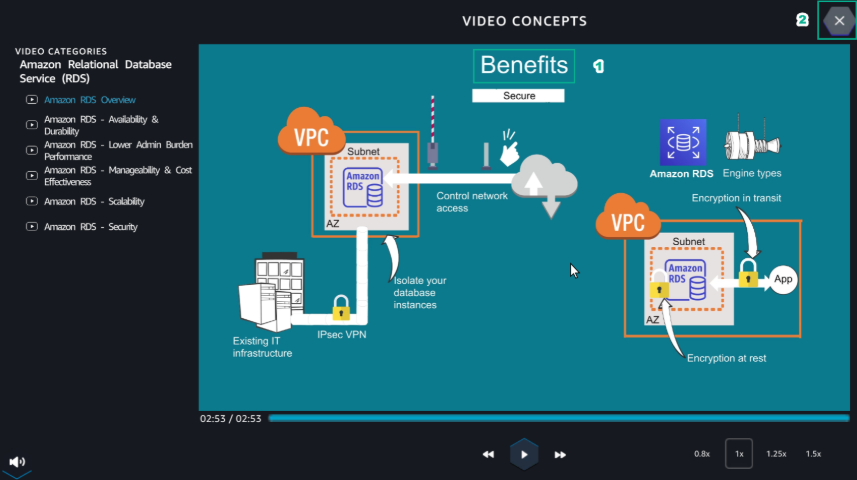 VIDEO CONCEPTS
2
VIDEO CATEGORIES
Amazon Relational Database
Service (RDS)
Amazon RDS Overview
Amazon RDS - Availability &
Durability
Amazon RDS - Lower Admin Burden
Performance
Amazon RDS - Manageability & Cost
Effectiveness
Amazon RDS - Scalability
Amazon RDS - Security
Benefits
1
Secure
VPC
Subnet
Amazon
RDS
AZ
Control network
access
Isolate your
database
instances
IPsec VPN
Existing IT
infrastructure
Amazon RDS
Engine types
Encryption in transit
VPC
Subnet
Amazon
RDS
App
AZ
Encryption at rest
02:53 / 02:53
0.8x
1x
1.25x
1.5x